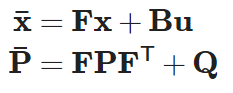 x̄ = Fx + Bu
P̄ = FPFᵀ + Q